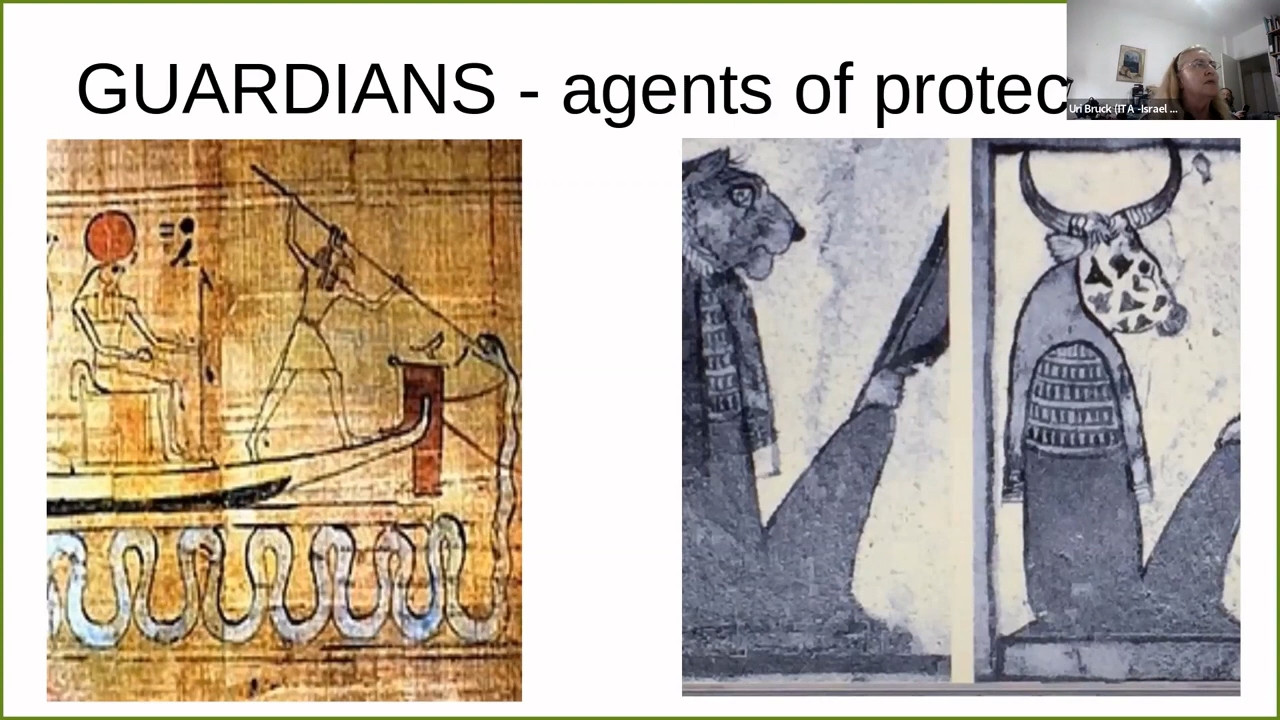 GUARDIANS - agents of protec
Uri Bruck (ITA -Israel ...